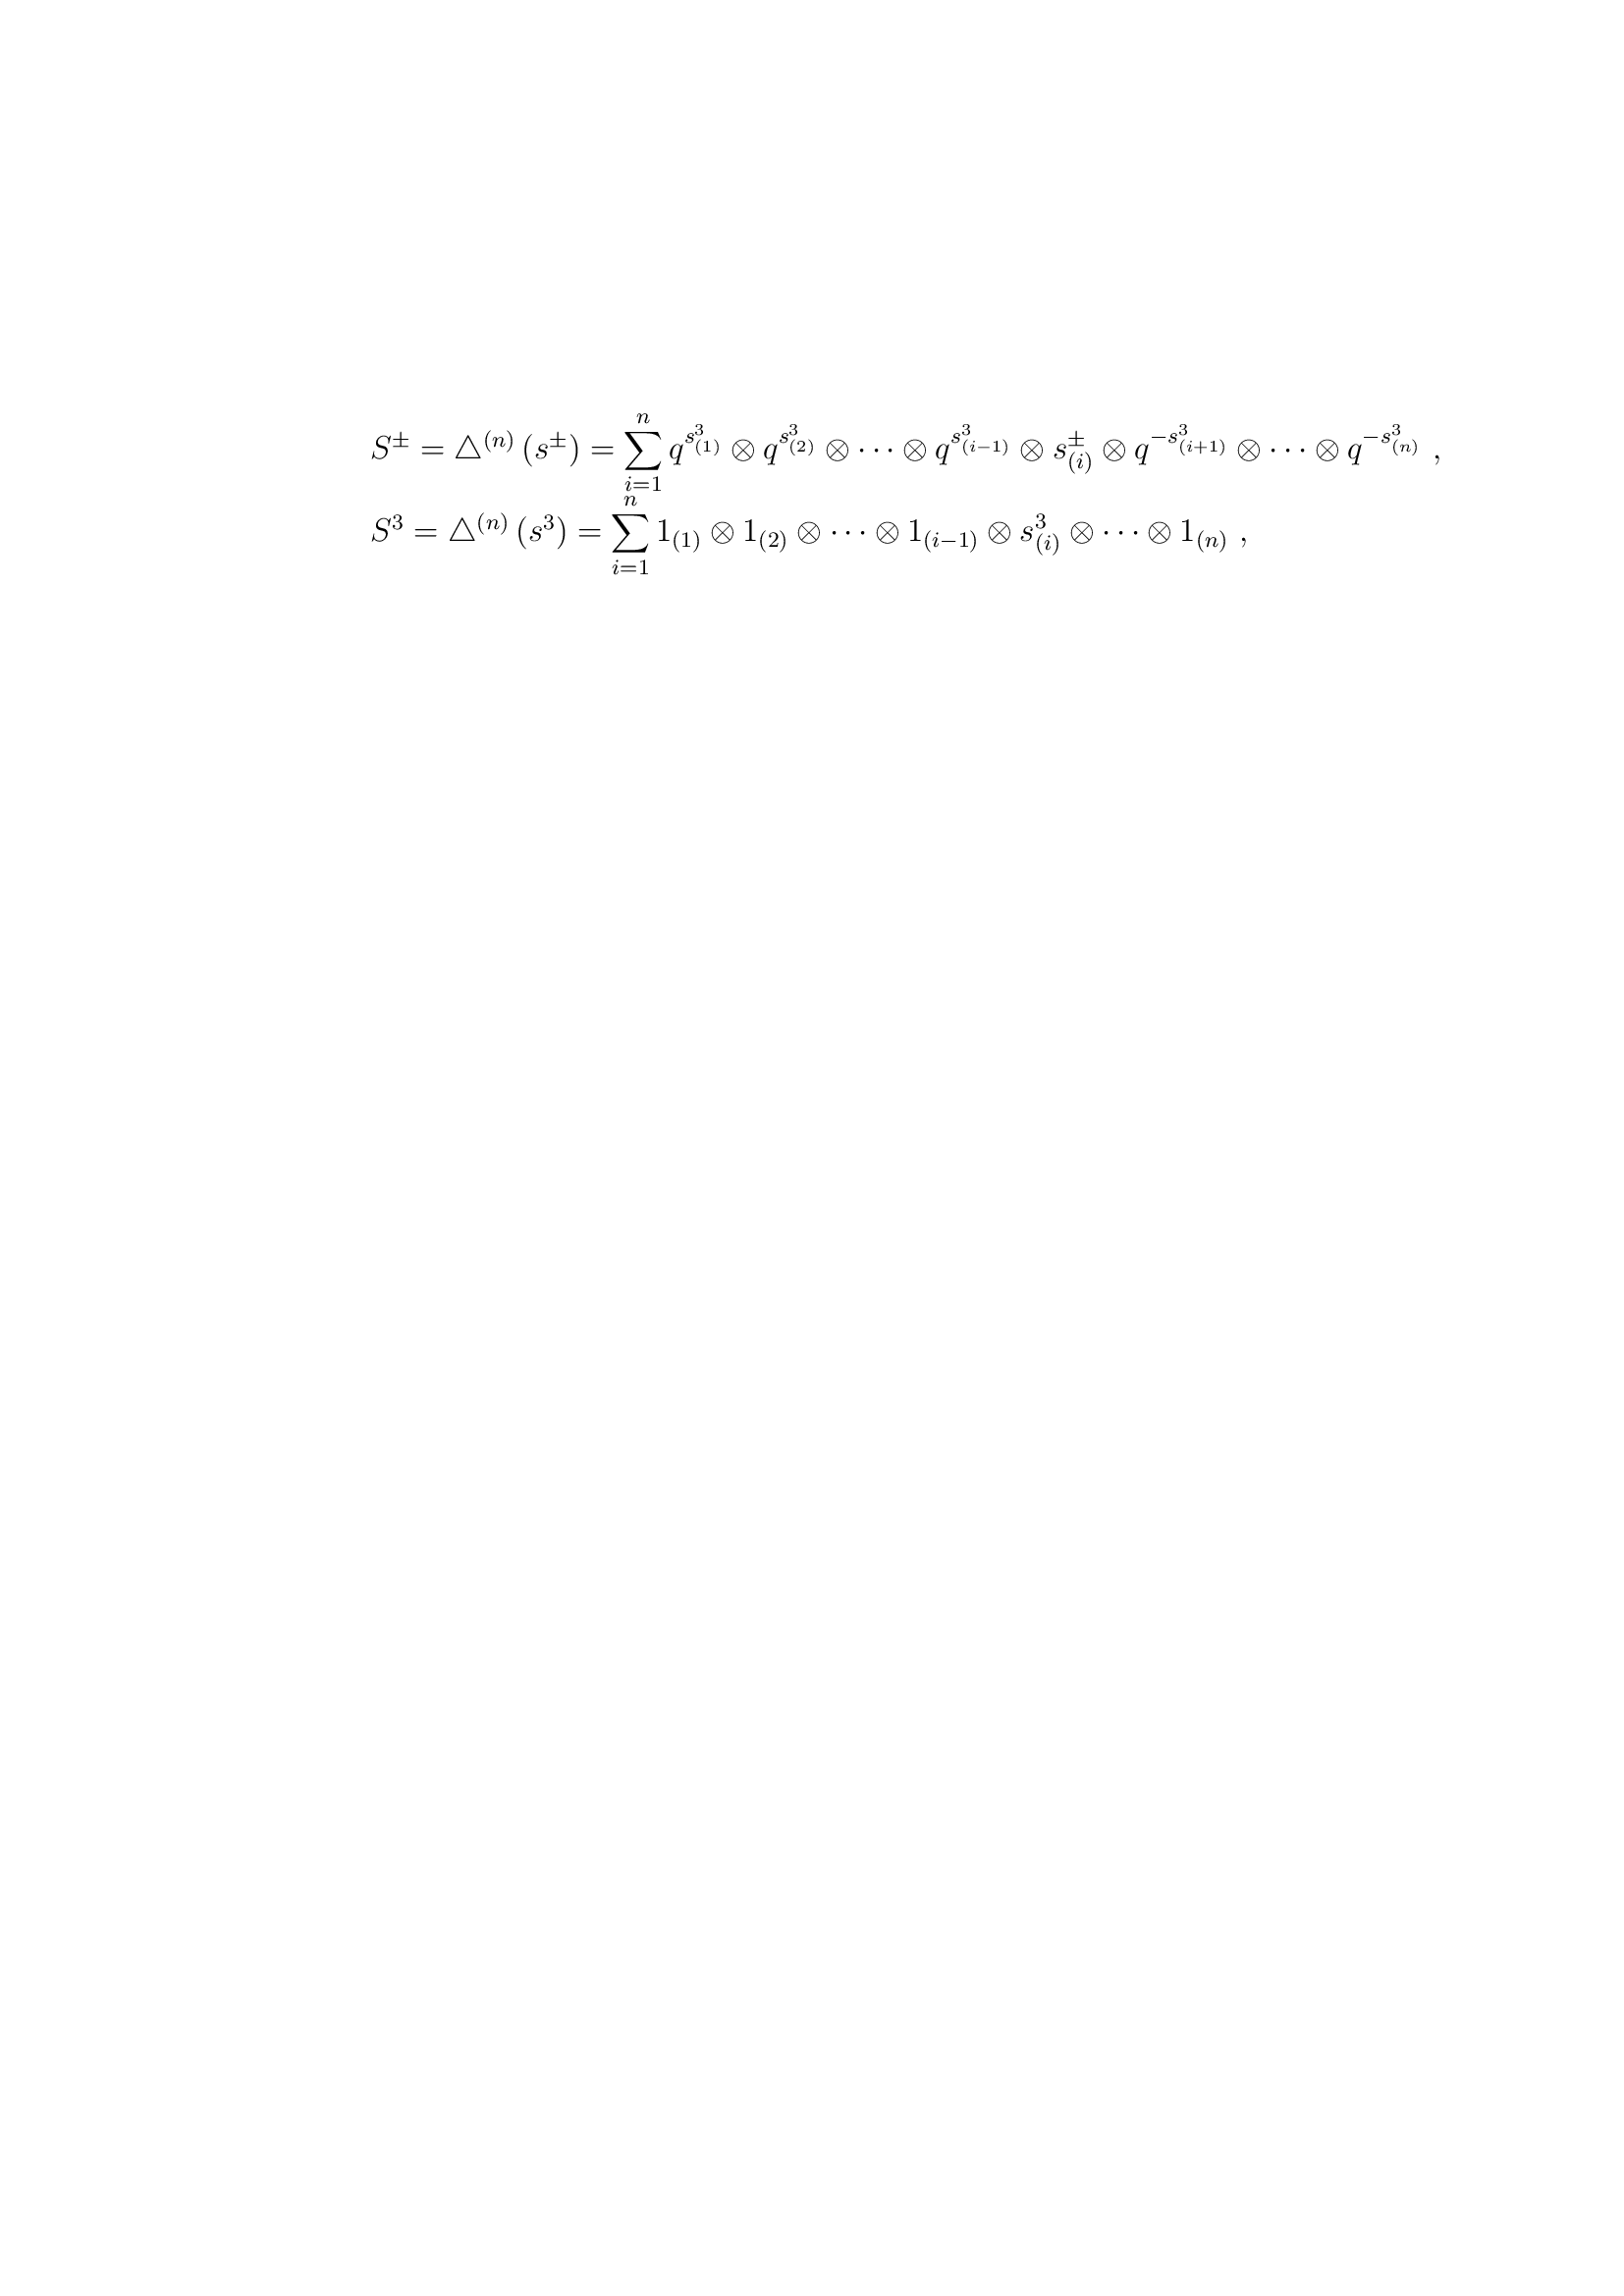 $S^{\pm} = \triangle^{(n)}\left(s^{\pm}\right) = \sum_{i=1}^{n} q^{s^3_{(1)}} \otimes q^{s^3_{(2)}} \otimes \cdots \otimes q^{s^3_{(i-1)}} \otimes s^{\pm}_{(i)} \otimes q^{-s^3_{(i+1)}} \otimes \cdots \otimes q^{-s^3_{(n)}}\ ,$
$S^{3} = \triangle^{(n)}\left(s^{3}\right) = \sum_{i=1}^{n} 1_{(1)} \otimes 1_{(2)} \otimes \cdots \otimes 1_{(i-1)} \otimes s^{3}_{(i)} \otimes \cdots \otimes 1_{(n)}\ ,$